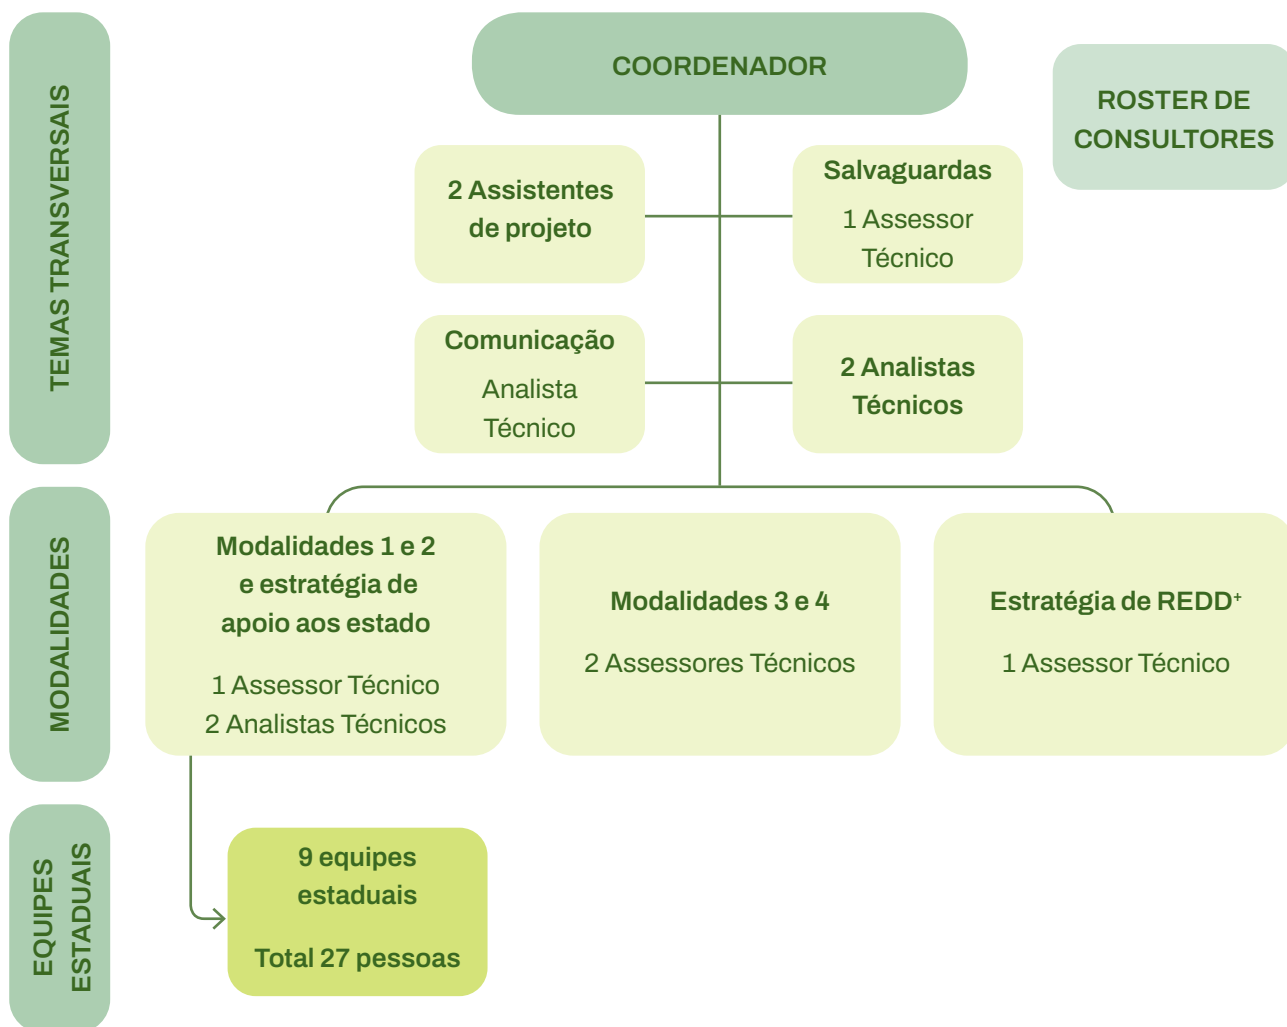 TEMAS TRANSVERSAIS
COORDENADOR
ROSTER DE
CONSULTORES
2 Assistentes
de projeto
Salvaguardas
1 Assessor
Técnico
Comunicação
Analista
Técnico
2 Analistas
Técnicos
MODALIDADES
Modalidades 1 e 2
e estratégia de
apoio aos estado
1 Assessor Técnico
2 Analistas Técnicos
Modalidades 3 e 4
2 Assessores Técnicos
Estratégia de REDD⁺
1 Assessor Técnico
EQUIPES
ESTADUAIS
9 equipes
estaduais
Total 27 pessoas